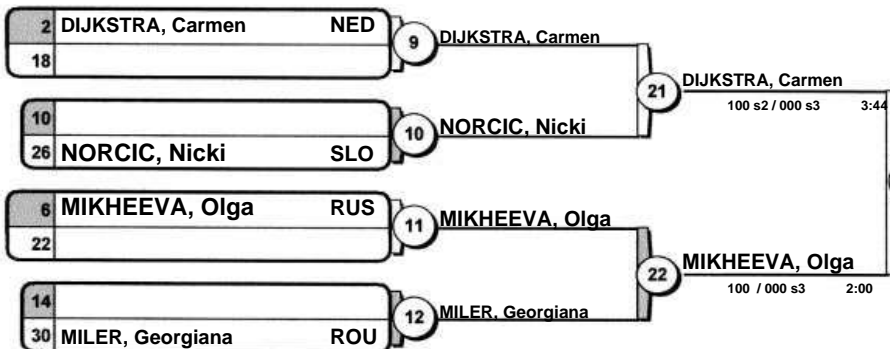 2 DIJKSTRA, Carmen NED
18
9 DIJKSTRA, Carmen
10
26 NORCIC, Nicki SLO
10 NORCIC, Nicki
21 DIJKSTRA, Carmen
100 s2 / 000 s3 3:44
6 MIKHEEVA, Olga RUS
22
11 MIKHEEVA, Olga
14
30 MILER, Georgiana ROU
12 MILER, Georgiana
22 MIKHEEVA, Olga
100 / 000 s3 2:00